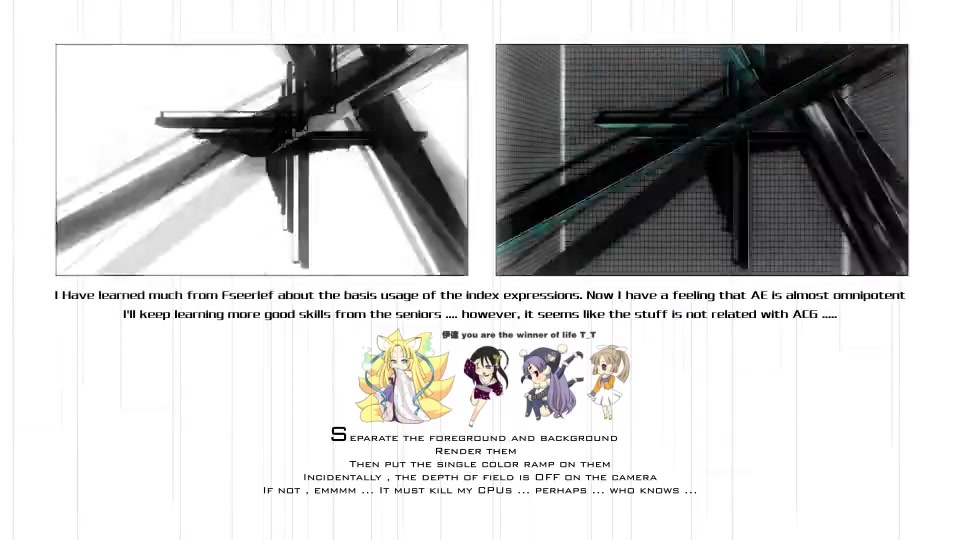 I Have learned much from Fseerlef about the basis usage of the index expressions. Now I have a feeling that AE is almost omnipotent
I'll keep learning more good skills from the seniors .... however, it seems like the stuff is not related with ACG .....
伊達 you are the winner of life T_T
SEPARATE THE FOREGROUND AND BACKGROUND
RENDER THEM
THEN PUT THE SINGLE COLOR RAMP ON THEM
INCIDENTALLY , THE DEPTH OF FIELD IS OFF ON THE CAMERA
IF NOT , EMMMM ... IT MUST KILL MY CPUS ... PERHAPS ... WHO KNOWS ...